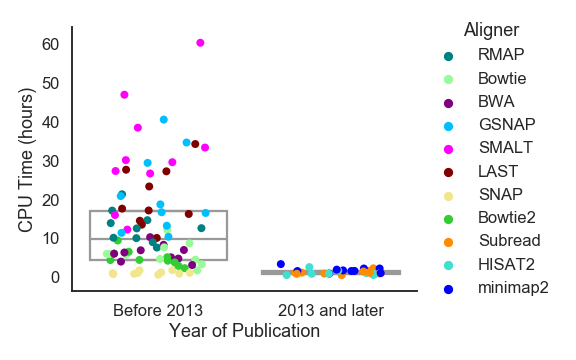 CPU Time (hours)
60
50
40
30
20
10
0
Before 2013
2013 and later
Year of Publication
Aligner
RMAP
Bowtie
BWA
GSNAP
SMALT
LAST
SNAP
Bowtie2
Subread
HISAT2
minimap2